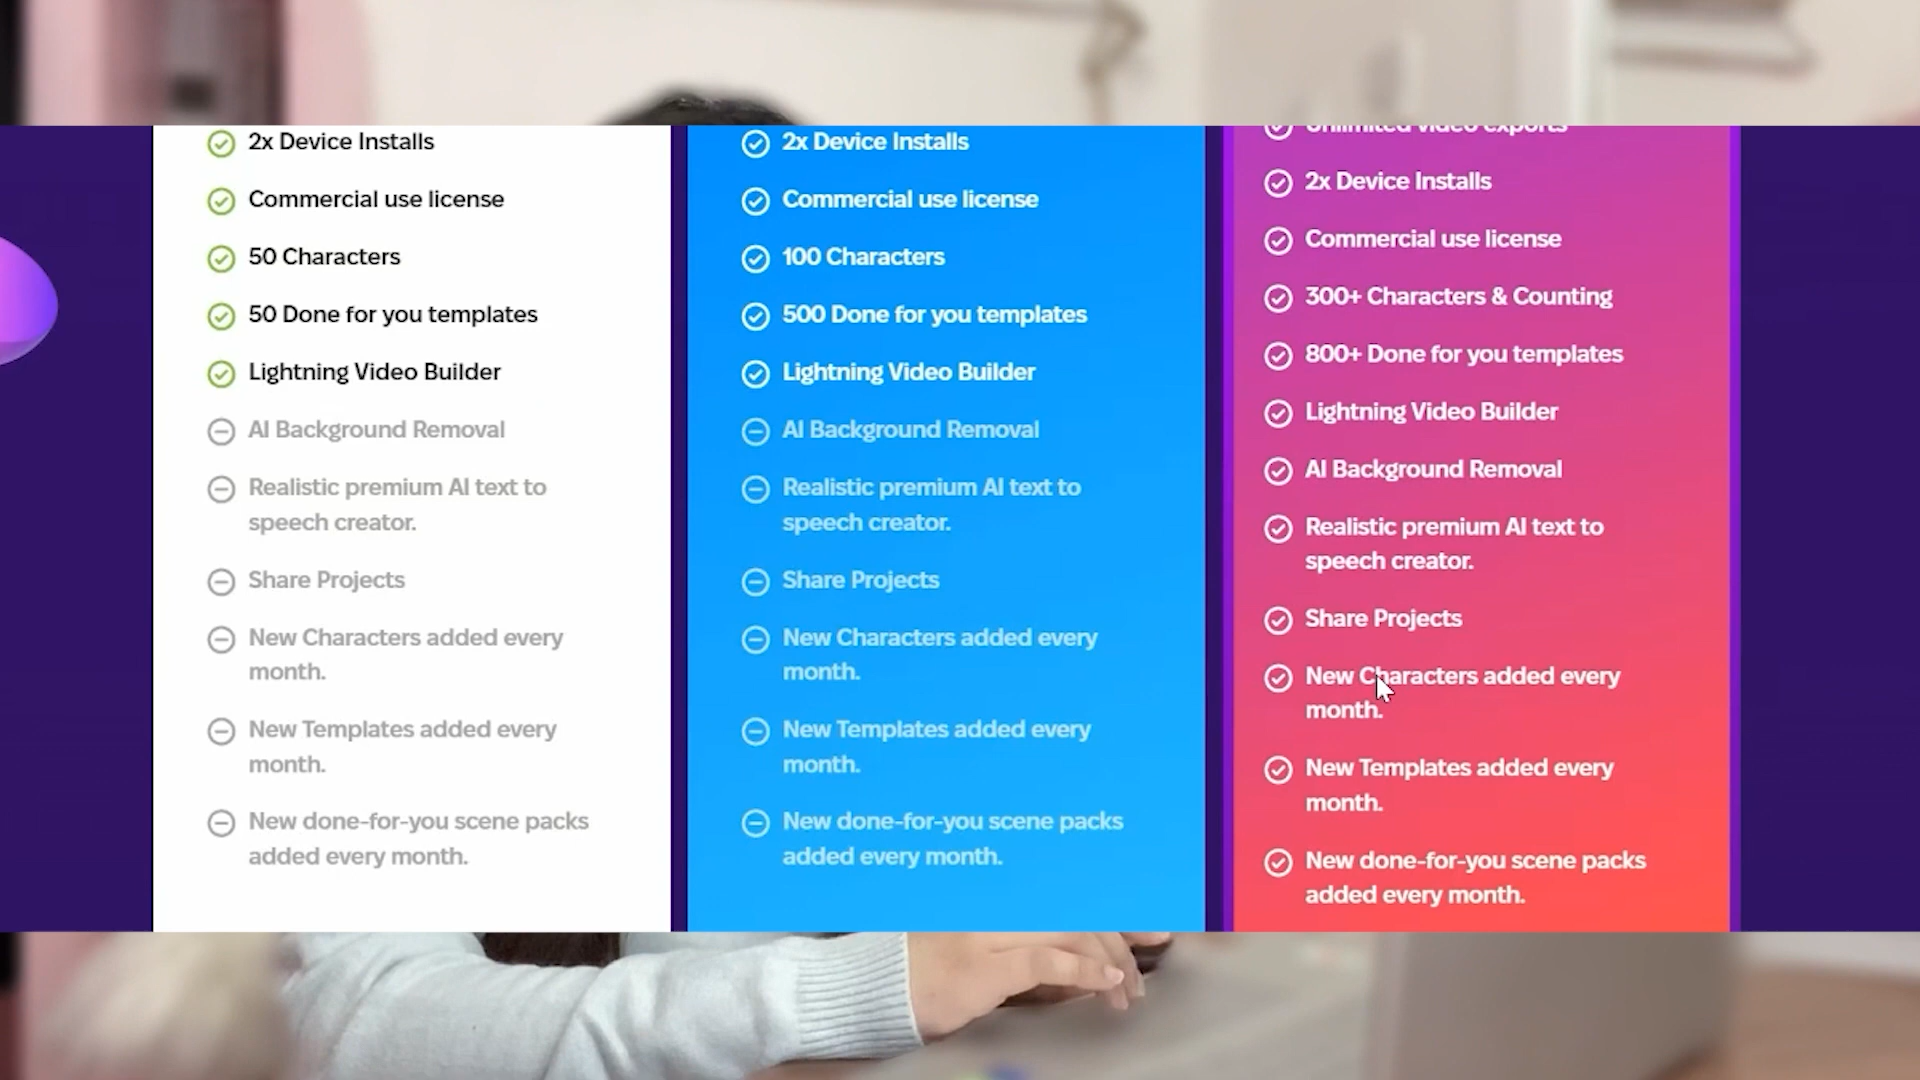 2x Device Installs
Commercial use license
50 Characters
50 Done for you templates
Lightning Video Builder
AI Background Removal
Realistic premium AI text to
speech creator.
Share Projects
New Characters added every
month.
New Templates added every
month.
New done-for-you scene packs
added every month.
2x Device Installs
Commercial use license
100 Characters
500 Done for you templates
Lightning Video Builder
AI Background Removal
Realistic premium AI text to
speech creator.
Share Projects
New Characters added every
month.
New Templates added every
month.
New done-for-you scene packs
added every month.
Unlimited video exports
2x Device Installs
Commercial use license
300+ Characters & Counting
800+ Done for you templates
Lightning Video Builder
AI Background Removal
Realistic premium AI text to
speech creator.
Share Projects
New Characters added every
month.
New Templates added every
month.
New done-for-you scene packs
added every month.